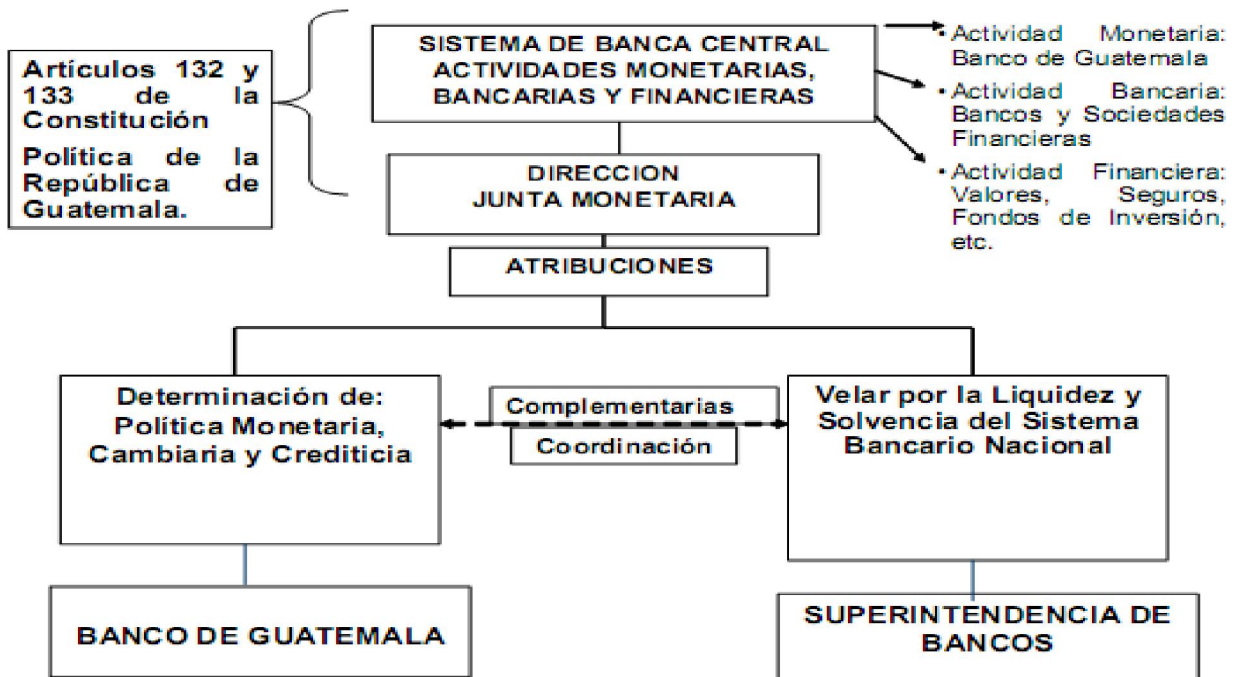 Artículos 132 y
133 de la
Constitución
Política de la
República de
Guatemala.
SISTEMA DE BANCA CENTRAL
ACTIVIDADES MONETARIAS,
BANCARIAS Y FINANCIERAS
• Actividad Monetaria:
Banco de Guatemala
• Actividad Bancaria:
Bancos y Sociedades
Financieras
• Actividad Financiera:
Valores, Seguros,
Fondos de Inversión,
etc.
DIRECCION
JUNTA MONETARIA
ATRIBUCIONES
Determinación de:
Política Monetaria,
Cambiaria y Crediticia
Complementarias
Coordinación
Velar por la Liquidez y
Solvencia del Sistema
Bancario Nacional
BANCO DE GUATEMALA
SUPERINTENDENCIA DE
BANCOS